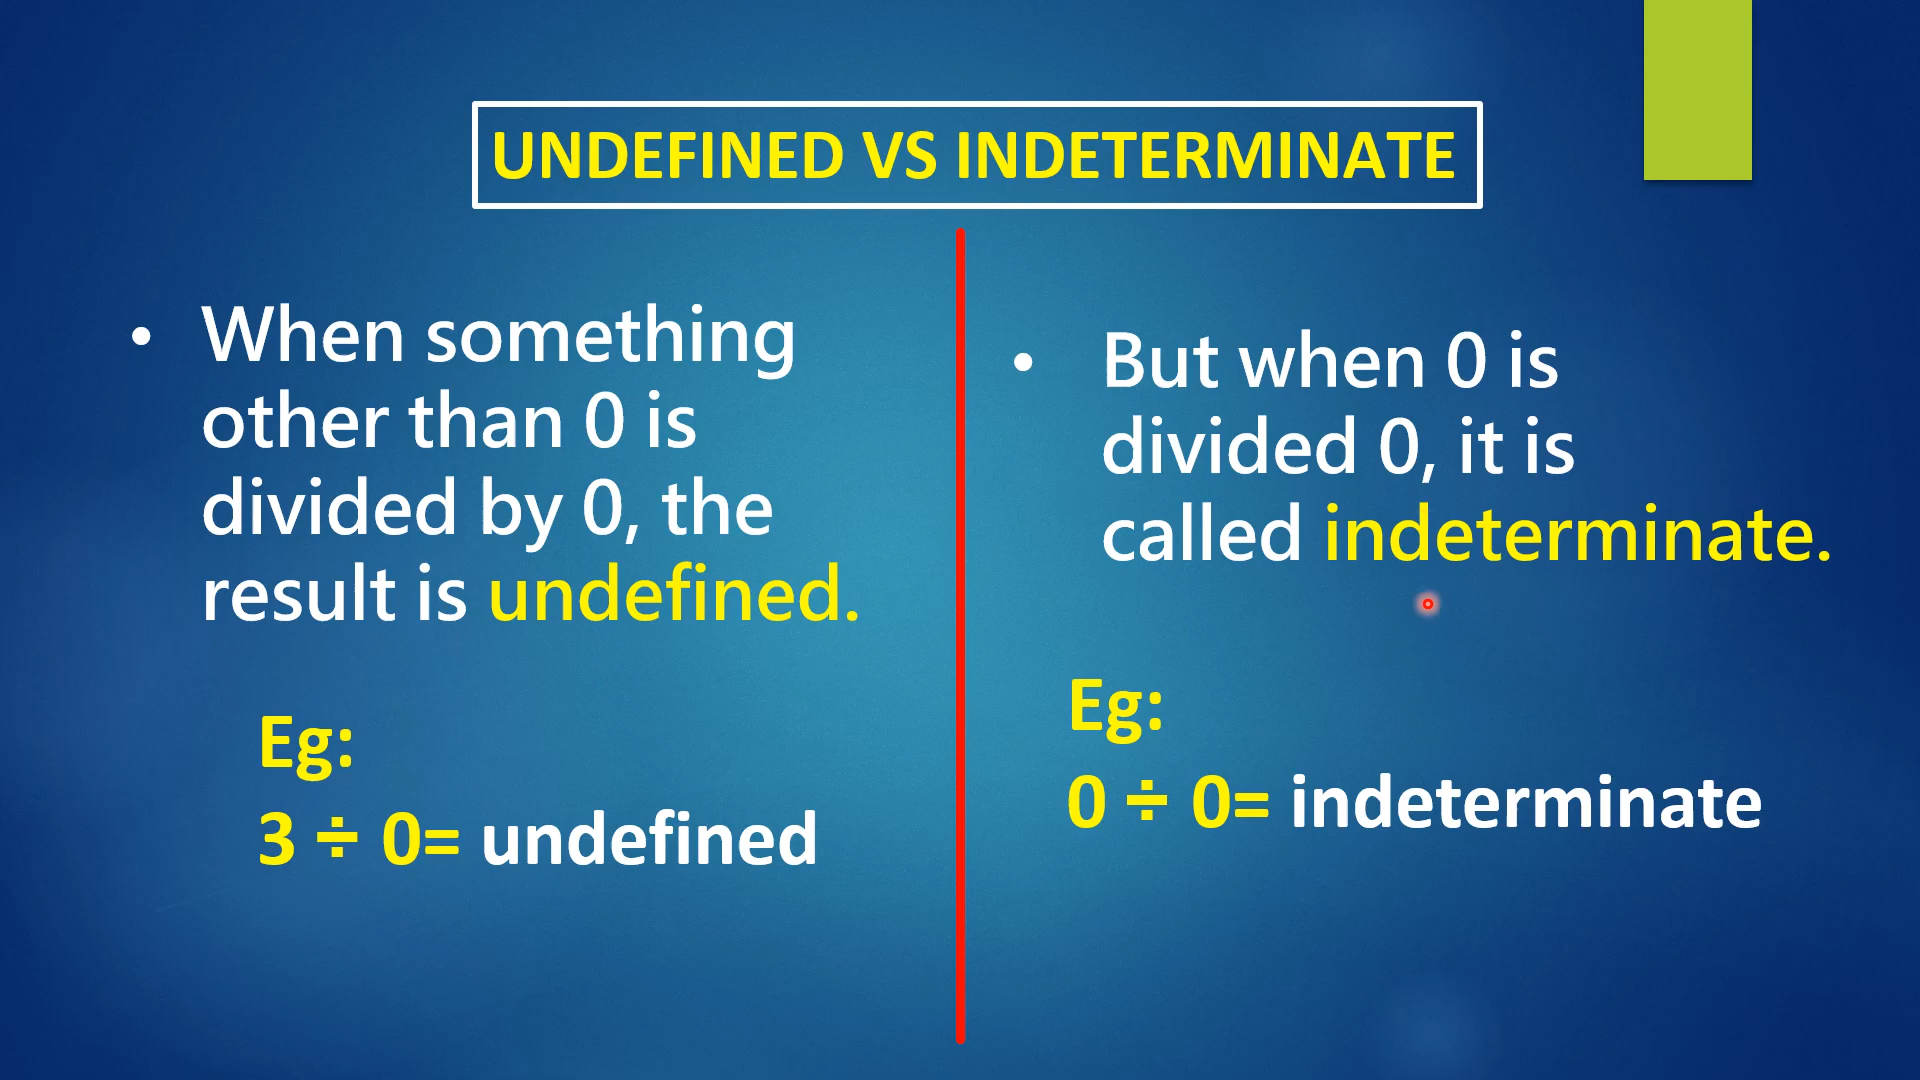 UNDEFINED VS INDETERMINATE
• When something
other than 0 is
divided by 0, the
result is undefined.
Eg:
3 ÷ 0= undefined
• But when 0 is
divided 0, it is
called indeterminate.
Eg:
0 ÷ 0= indeterminate